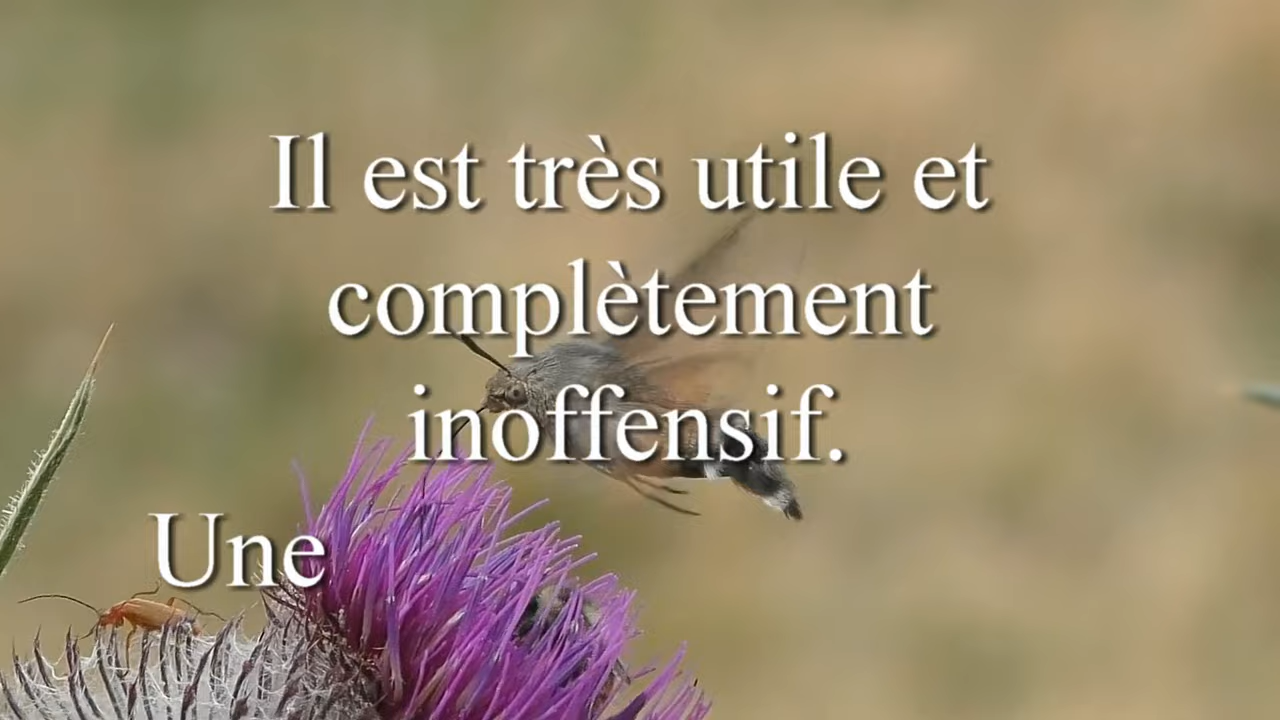 Il est très utile et
complètement
inoffensif.
Une